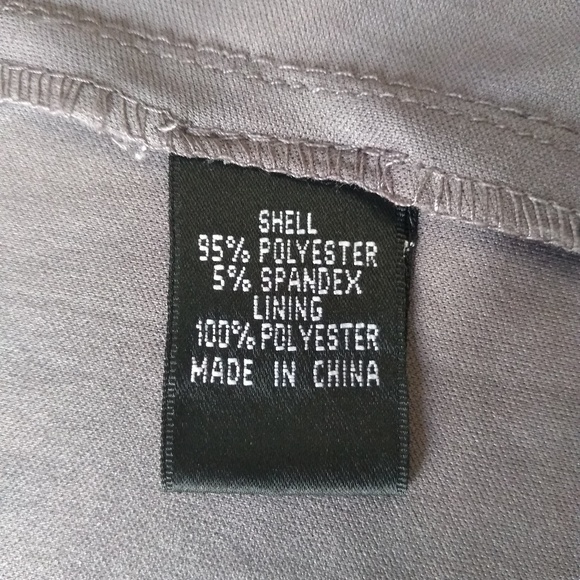 SHELL
95% POLYESTER
5% SPANDEX
LINING
100% POLYESTER
MADE IN CHINA